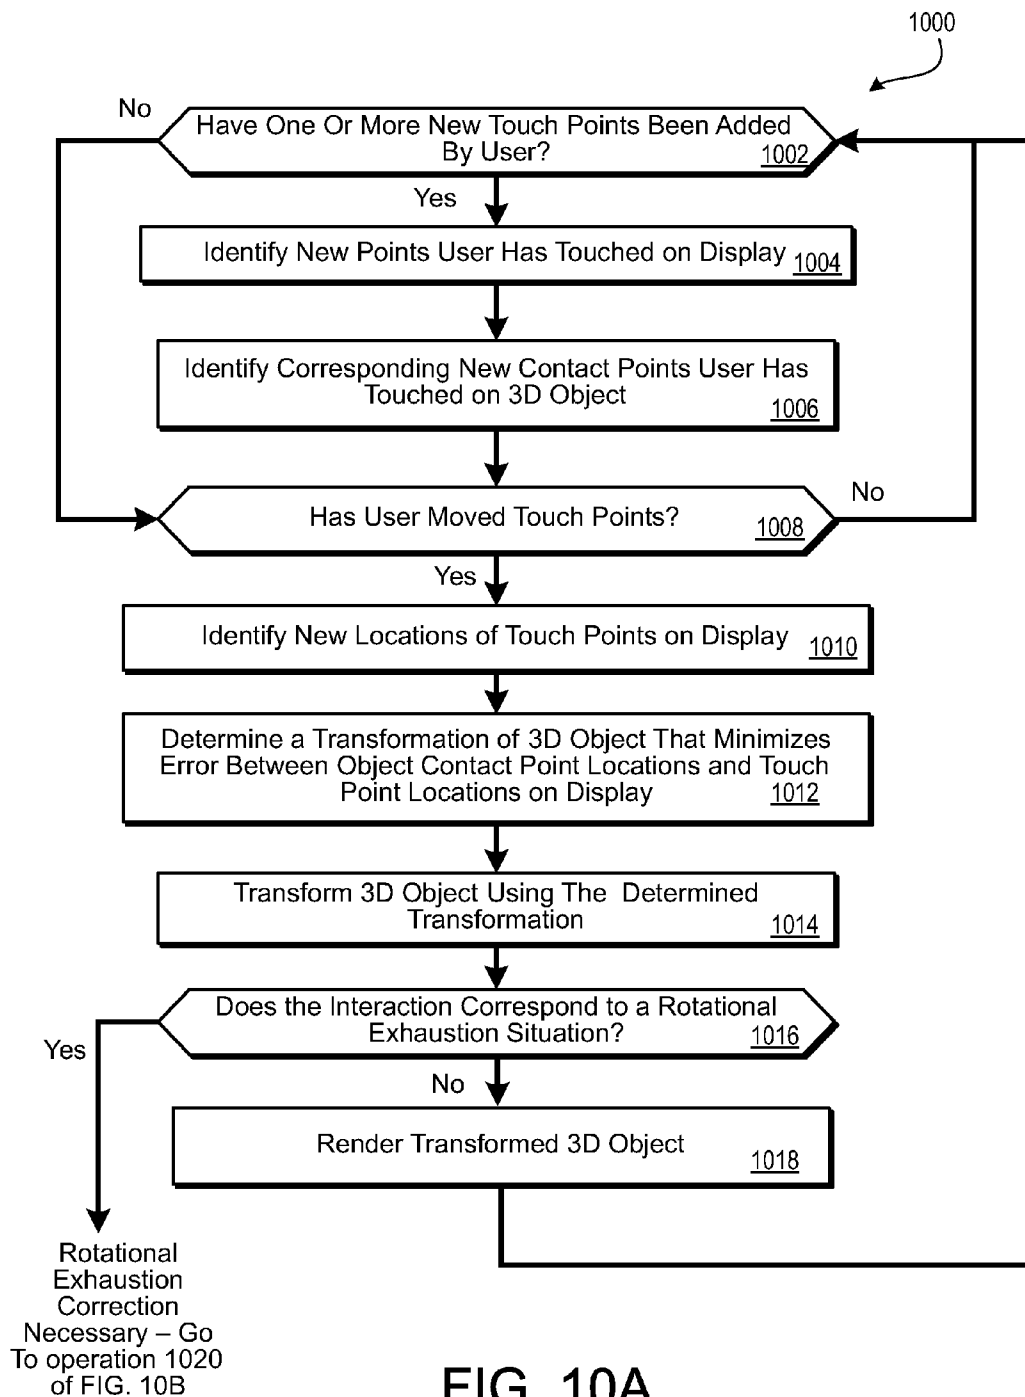 1000
No
Have One Or More New Touch Points Been Added
By User?
1002
Yes
Identify New Points User Has Touched on Display
1004
Identify Corresponding New Contact Points User Has
Touched on 3D Object
1006
Has User Moved Touch Points?
1008
No
Yes
Identify New Locations of Touch Points on Display
1010
Determine a Transformation of 3D Object That Minimizes
Error Between Object Contact Point Locations and Touch
Point Locations on Display
1012
Transform 3D Object Using The Determined
Transformation
1014
Does the Interaction Correspond to a Rotational
Exhaustion Situation?
1016
Yes
No
Render Transformed 3D Object
1018
Rotational
Exhaustion
Correction
Necessary – Go
To operation 1020
of FIG. 10B
FIG. 10A